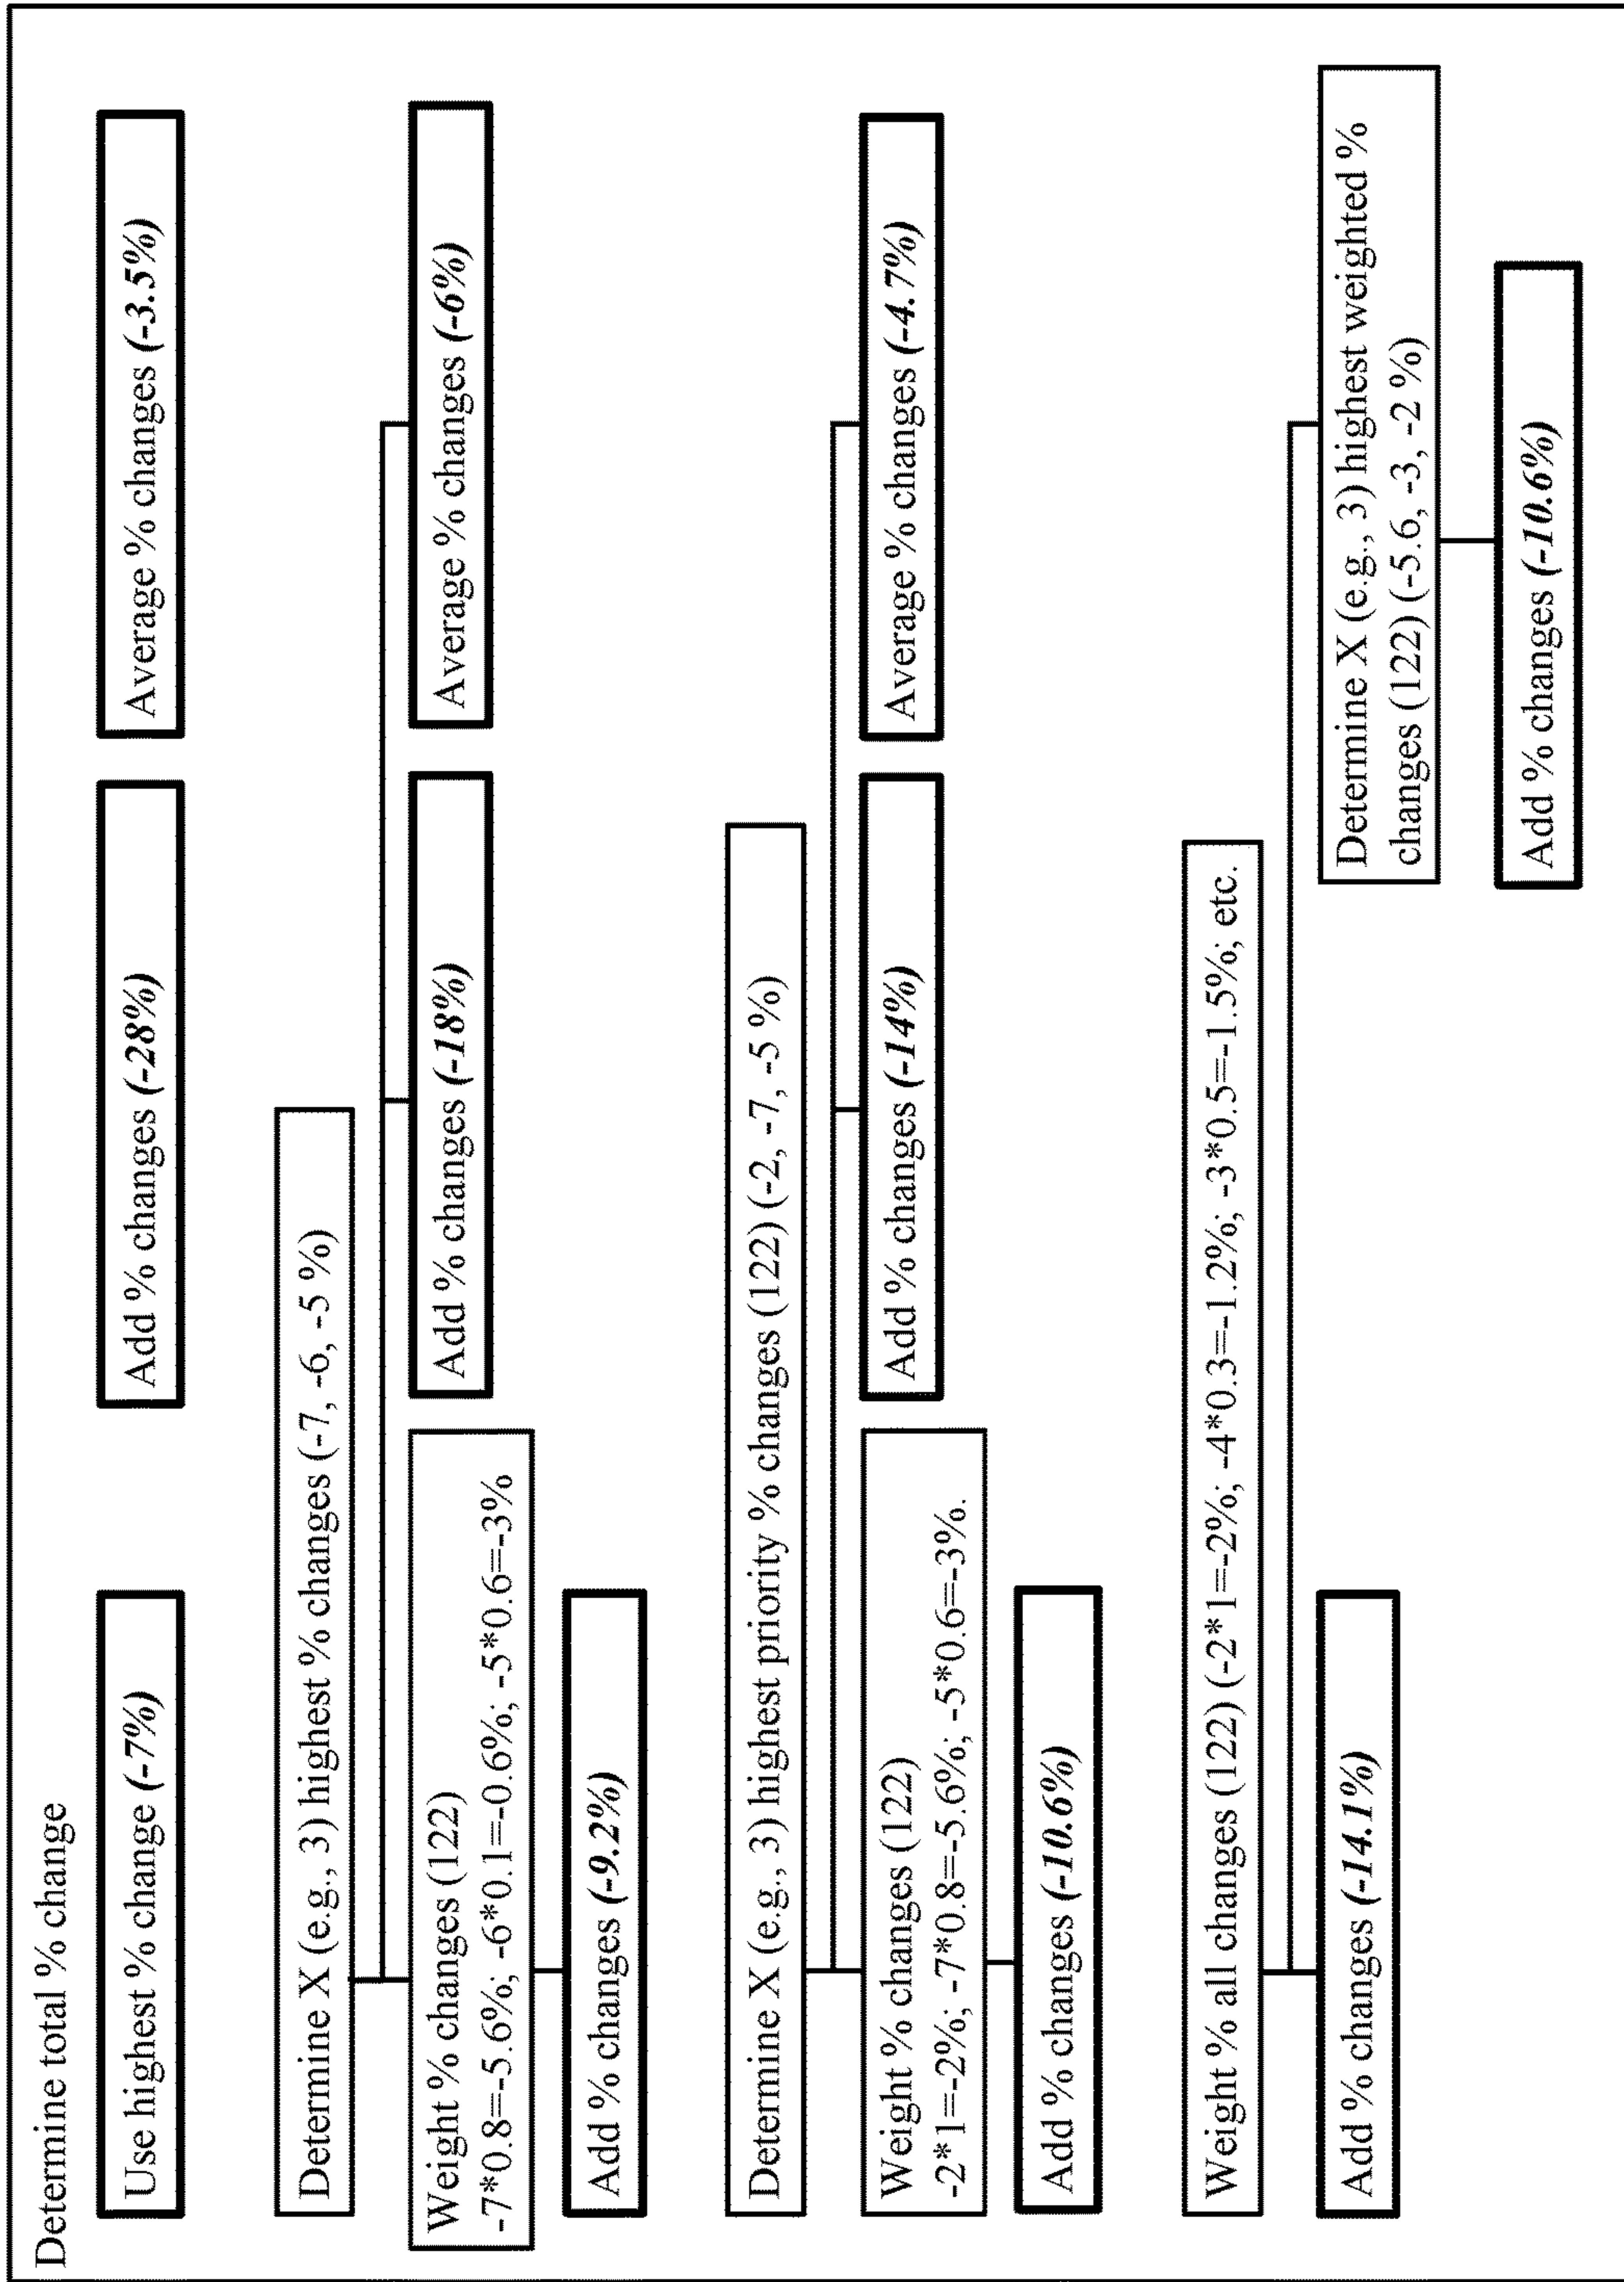 Determine total % change
Use highest % change (-7%)
Add % changes (-28%)
Average % changes (-3.5%)
Determine X (e.g., 3) highest % changes (-7, -6, -5 %)
Weight % changes (122)
-7*0.8=-5.6%; -6*0.1=-0.6%; -5*0.6=-3%
Add % changes (-18%)
Average % changes (-6%)
Add % changes (-9.2%)
Determine X (e.g., 3) highest priority % changes (122) (-2, -7, -5 %)
Weight % changes (122)
-2*1=-2%; -7*0.8=-5.6%; -5*0.6=-3%.
Add % changes (-14%)
Average % changes (-4.7%)
Add % changes (-10.6%)
Weight % all changes (122) (-2*1=-2%; -4*0.3=-1.2%; -3*0.5=-1.5%; etc.
Add % changes (-14.1%)
Determine X (e.g., 3) highest weighted %
changes (122) (-5.6, -3, -2 %)
Add % changes (-10.6%)